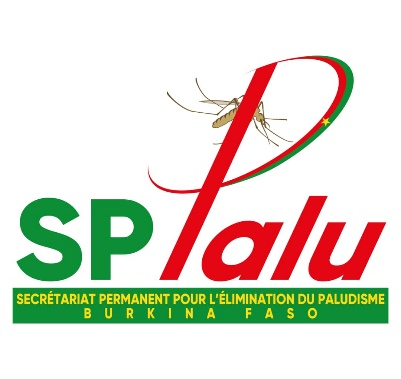 SP Palu
SECRÉTARIAT PERMANENT POUR L'ÉLIMINATION DU PALUDISME
BURKINA FASO